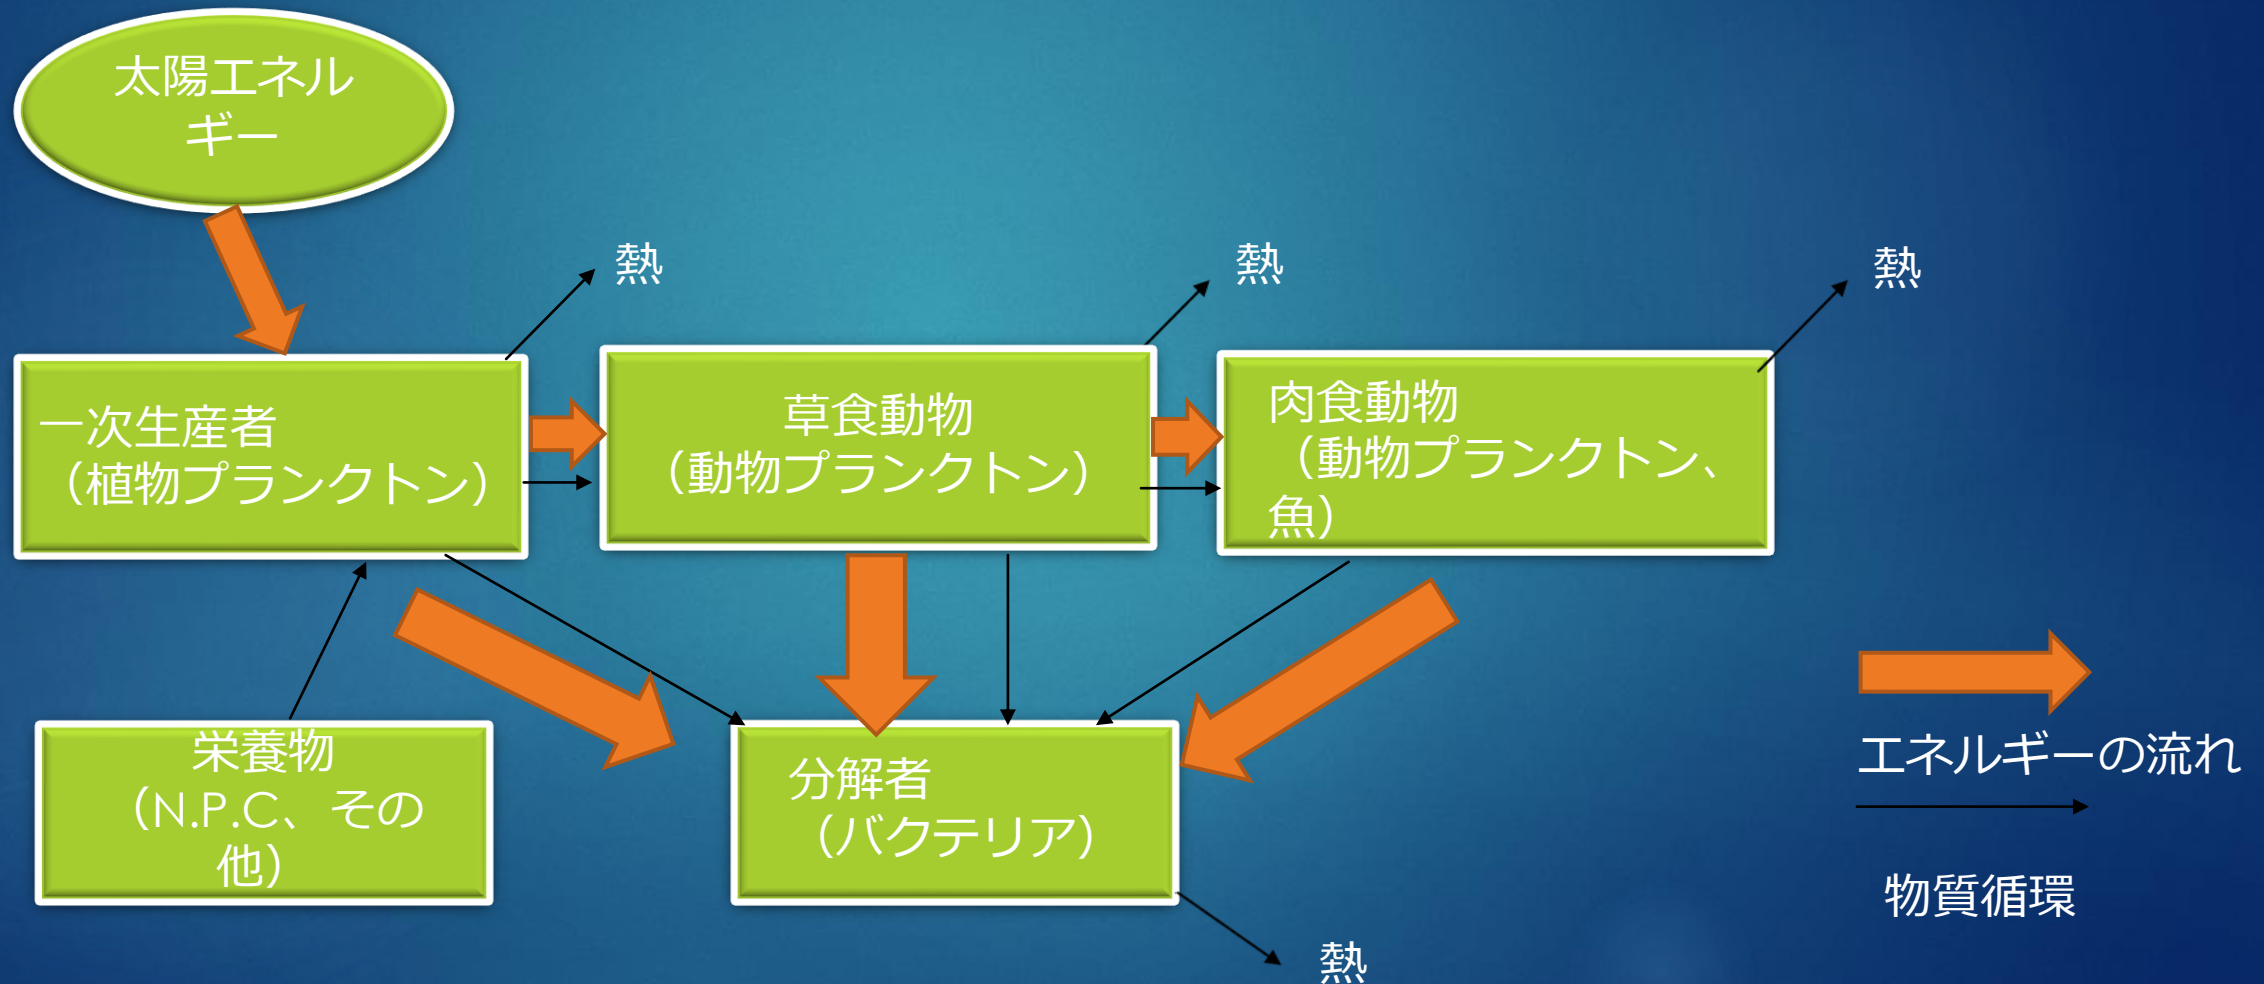 太陽エネル
ギー
熱
熱
熱
一次生産者
（植物プランクトン）
草食動物
（動物プランクトン）
肉食動物
（動物プランクトン、
魚）
栄養物
（N.P.C、その
他）
分解者
（バクテリア）
熱
エネルギーの流れ
物質循環